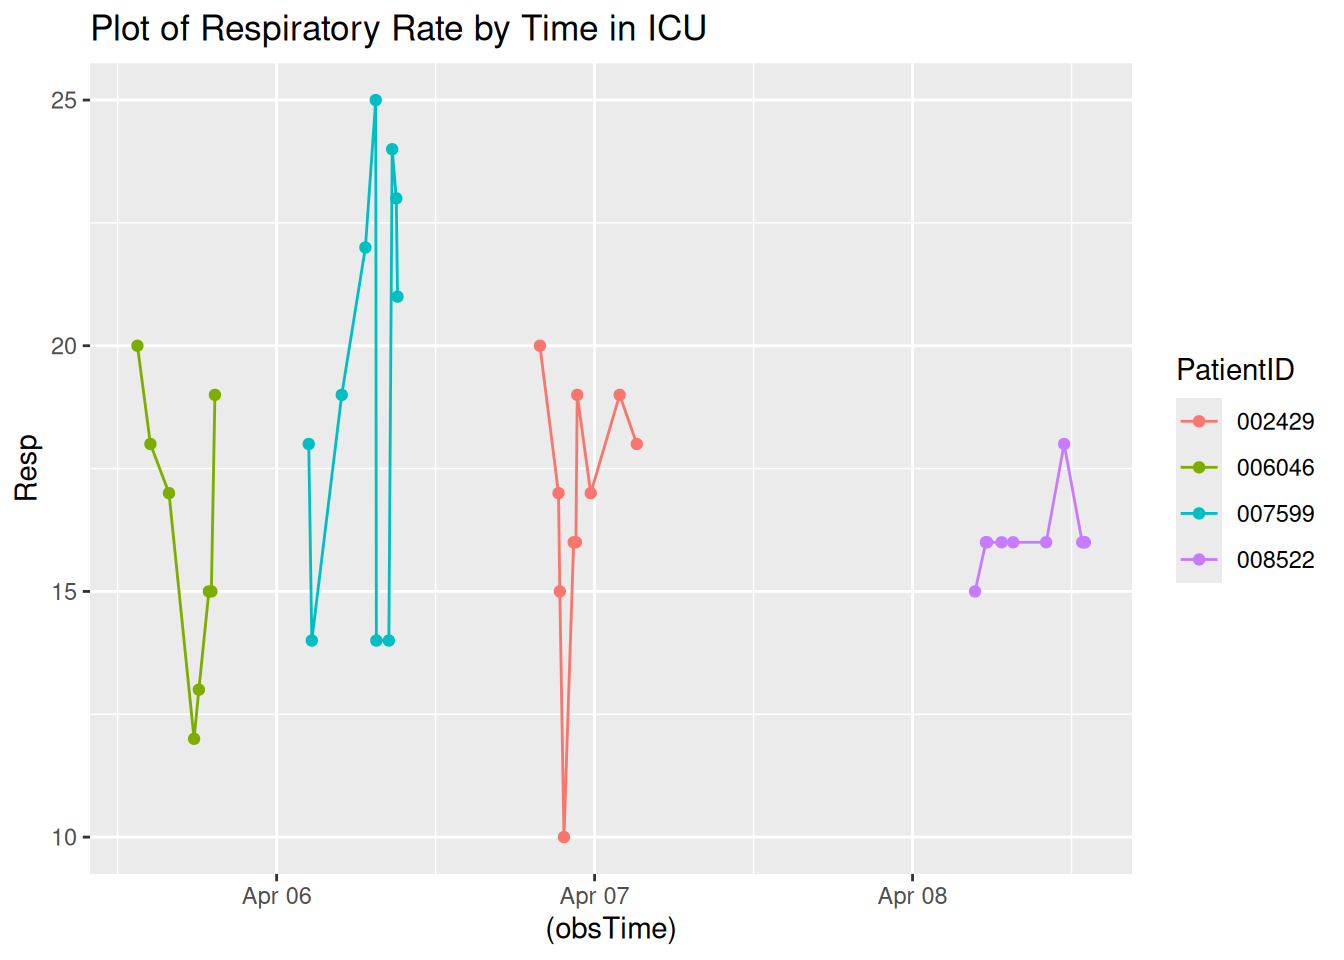 Plot of Respiratory Rate by Time in ICU
25
20
15
10
Resp
Apr 06
Apr 07
Apr 08
(obsTime)
PatientID
002429
006046
007599
008522